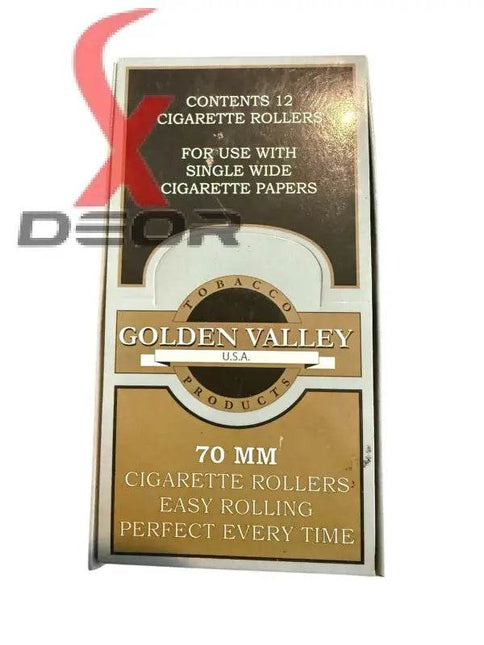 CONTENTS 12
CIGARETTE ROLLERS
FOR USE WITH
SINGLE WIDE
CIGARETTE PAPERS
X
DEOR
TOBACCO
GOLDEN VALLEY
U.S.A.
PRODUCTS
70 MM
CIGARETTE ROLLERS
EASY ROLLING
PERFECT EVERY TIME